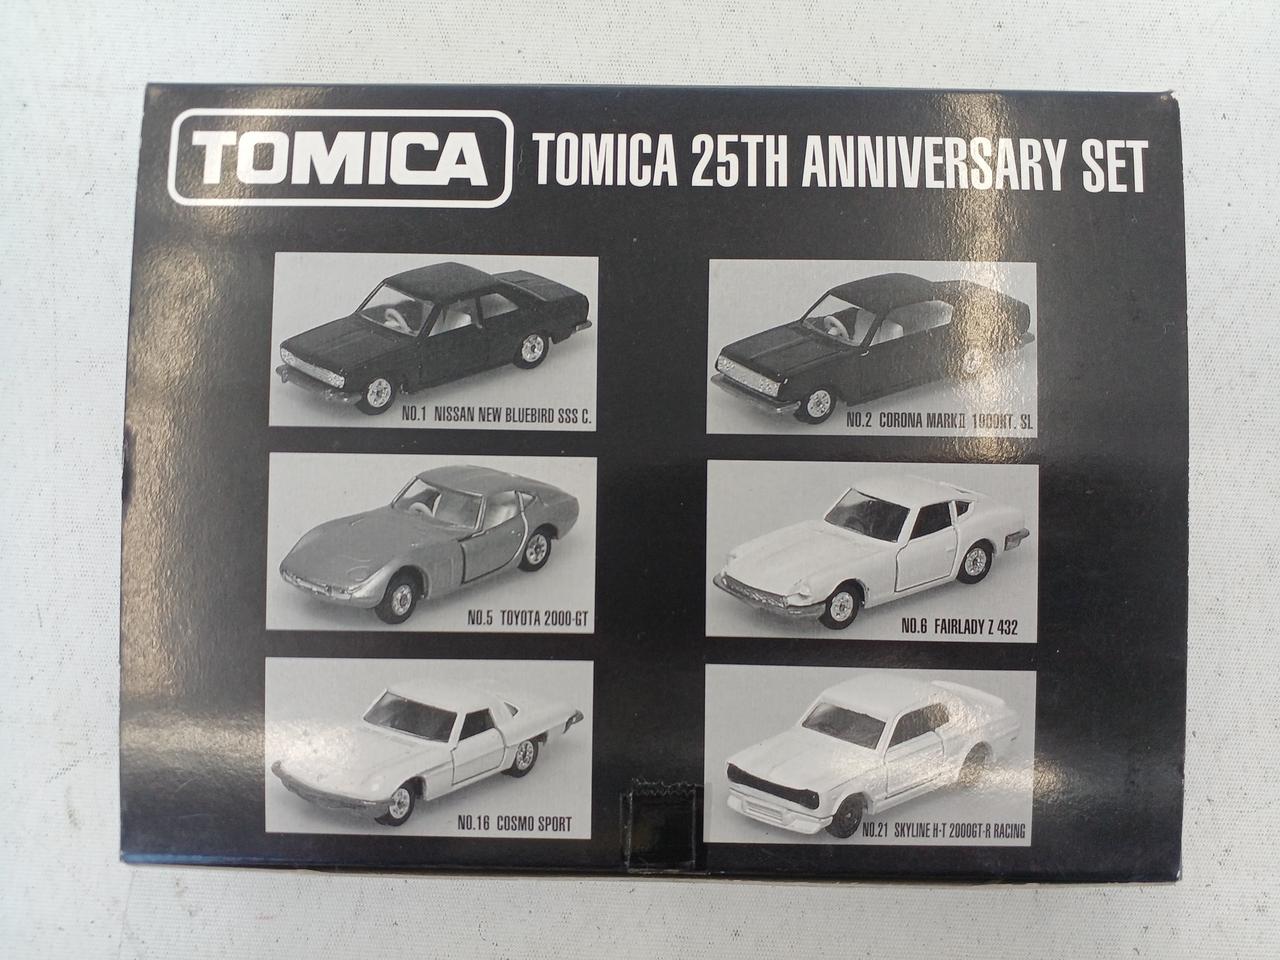 TOMICA
TOMICA 25TH ANNIVERSARY SET
NO.1 NISSAN NEW BLUEBIRD SSS C.
NO.2 CORONA MARKⅡ 1900HT. SL
NO.5 TOYOTA 2000-GT
NO.6 FAIRLADY Z 432
NO.16 COSMO SPORT
NO.21 SKYLINE H-T 2000GT-R RACING